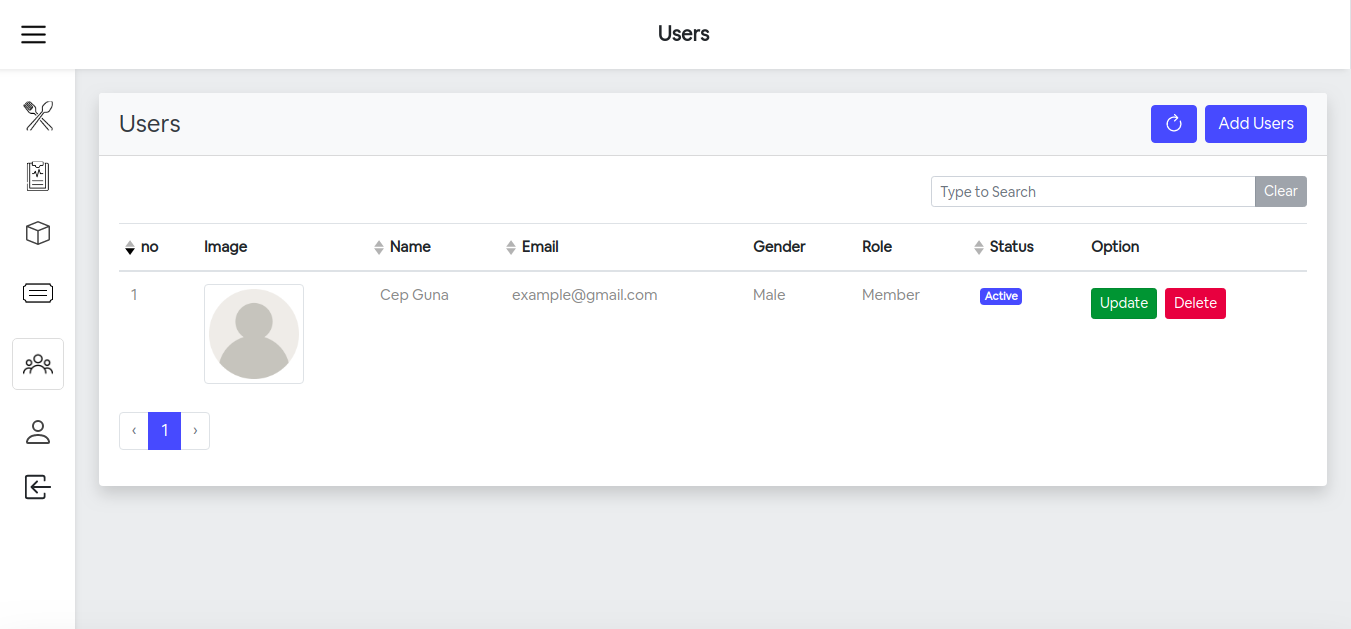 Users
Users
Add Users
Type to Search Clear
no Image Name Email Gender Role Status Option
1 Cep Guna example@gmail.com Male Member Active Update Delete
‹ 1 ›